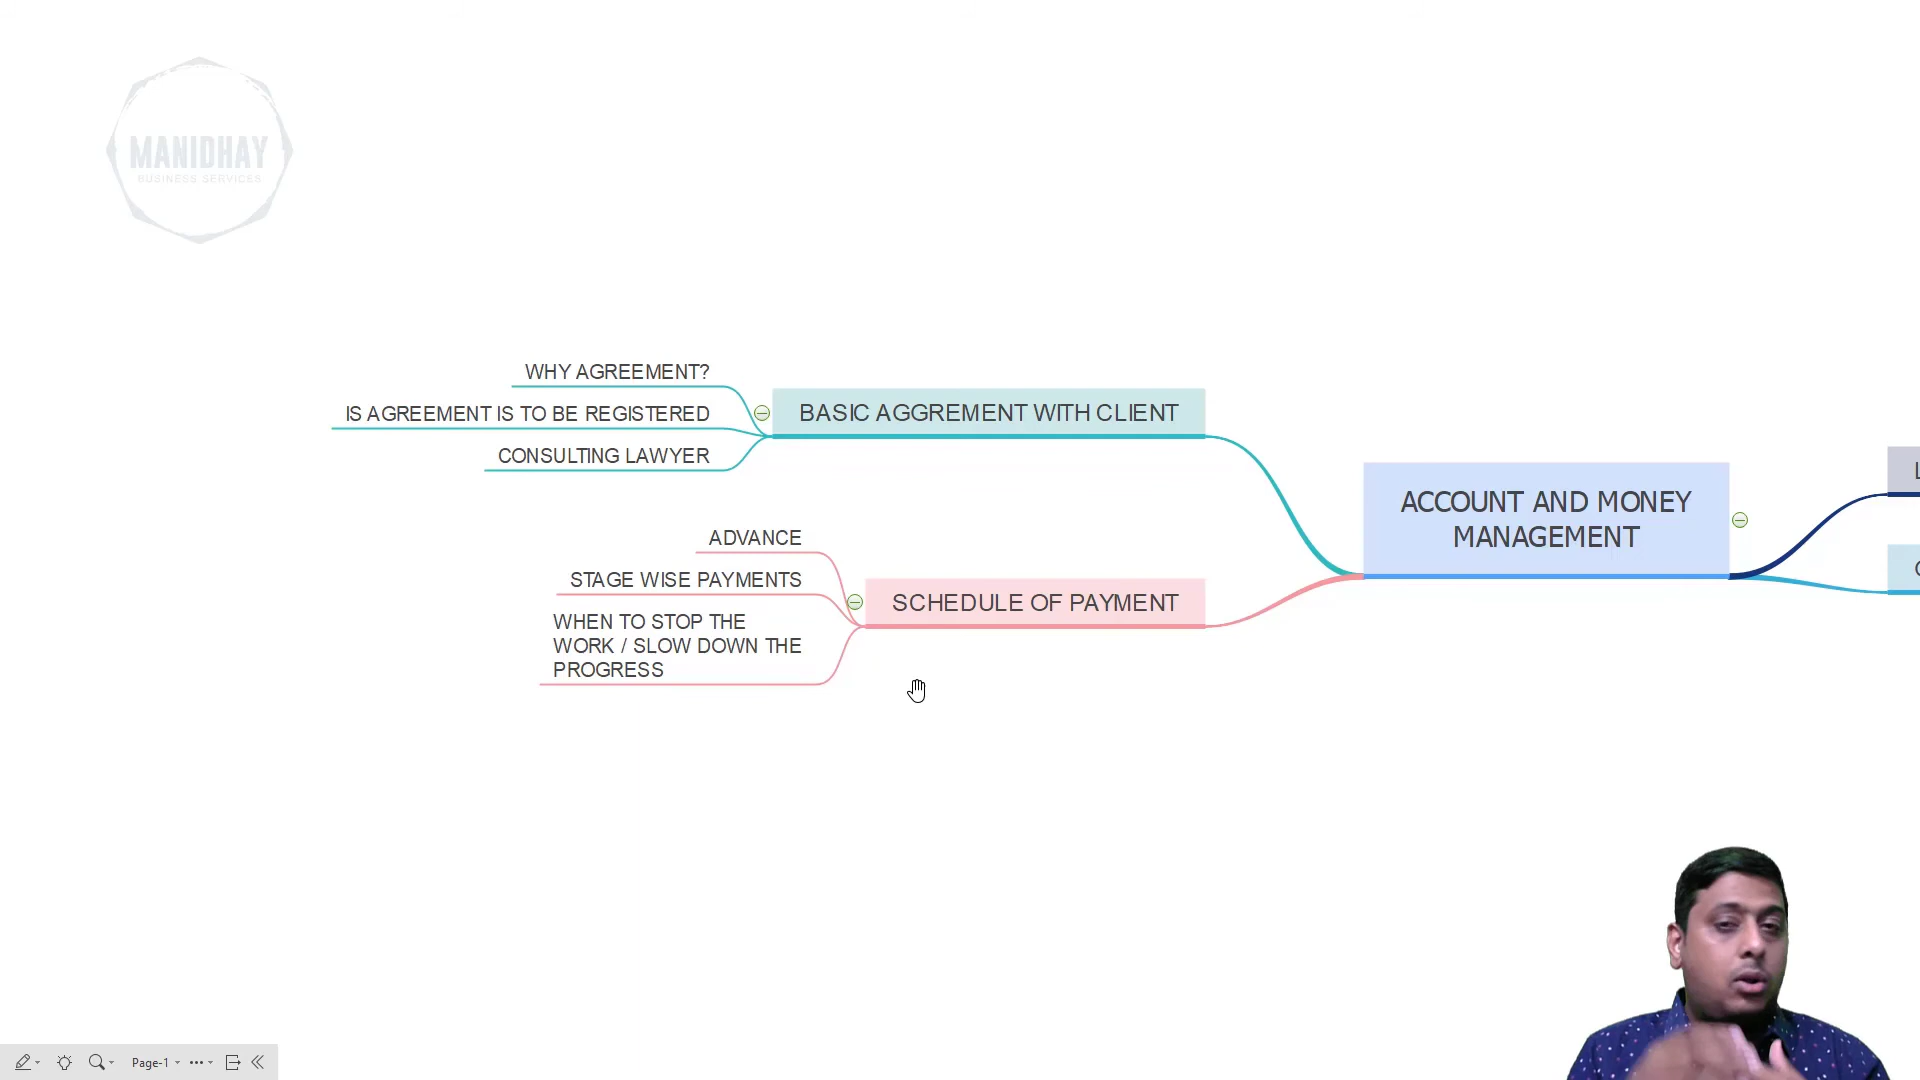 MANIDHAY
BUSINESS SERVICES
WHY AGREEMENT?
IS AGREEMENT IS TO BE REGISTERED
CONSULTING LAWYER
BASIC AGGREMENT WITH CLIENT
ADVANCE
STAGE WISE PAYMENTS
WHEN TO STOP THE
WORK / SLOW DOWN THE
PROGRESS
SCHEDULE OF PAYMENT
ACCOUNT AND MONEY
MANAGEMENT
Page-1